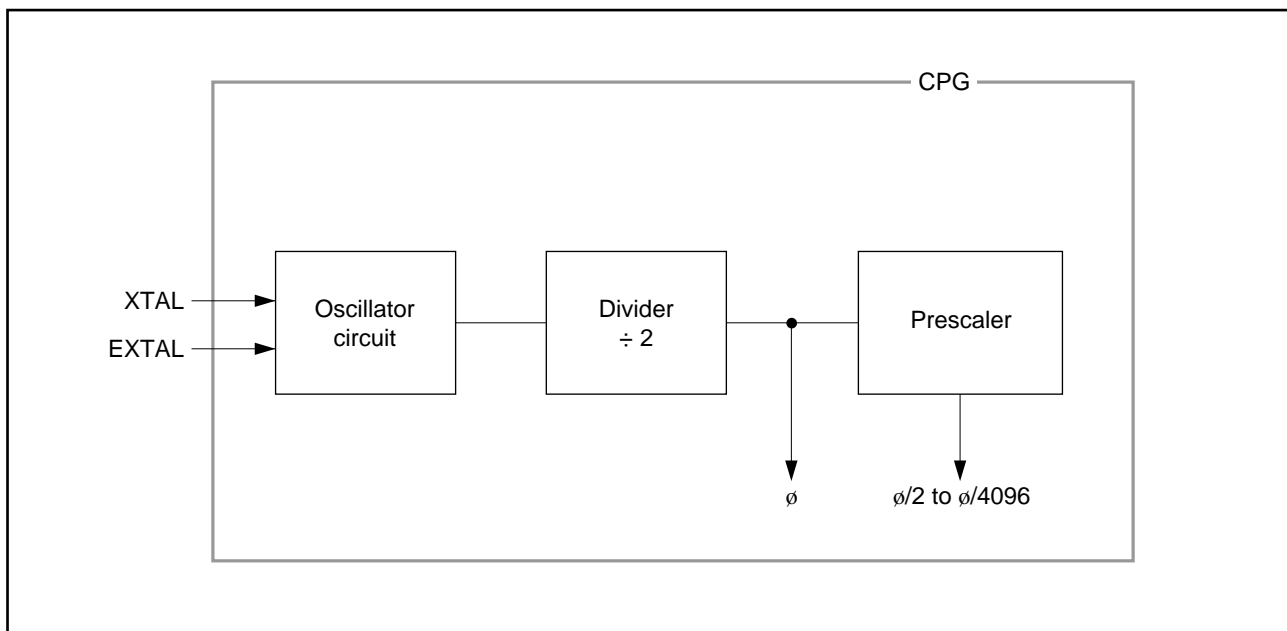 CPG
XTAL
EXTAL
Oscillator
circuit
Divider
÷ 2
Prescaler
ø
ø/2 to ø/4096